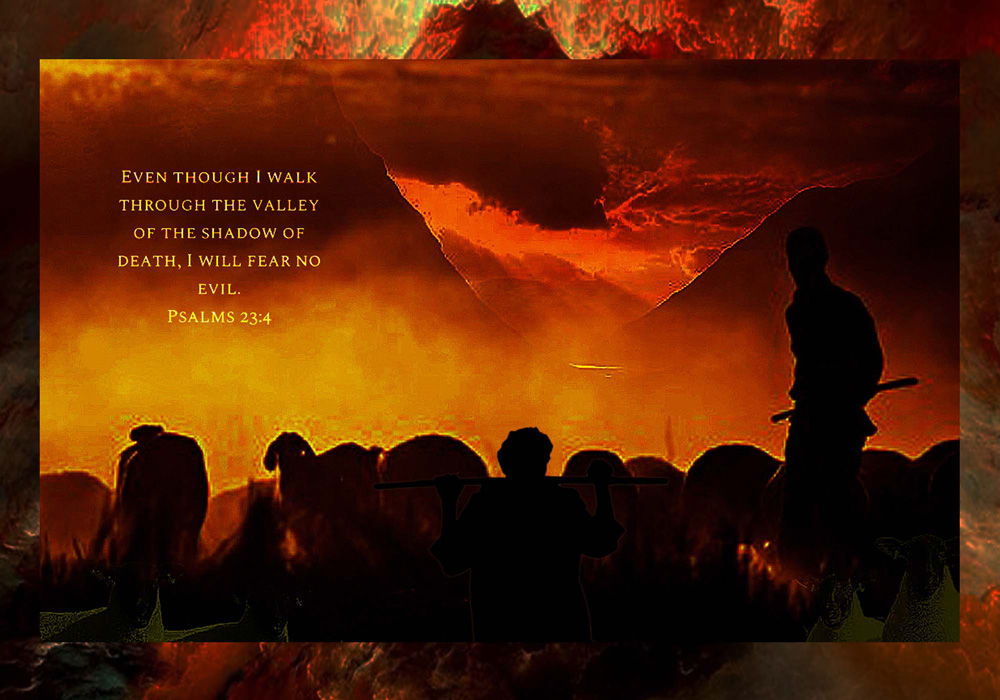 Even though I walk
through the valley
of the shadow of
death, I will fear no
evil.
Psalms 23:4